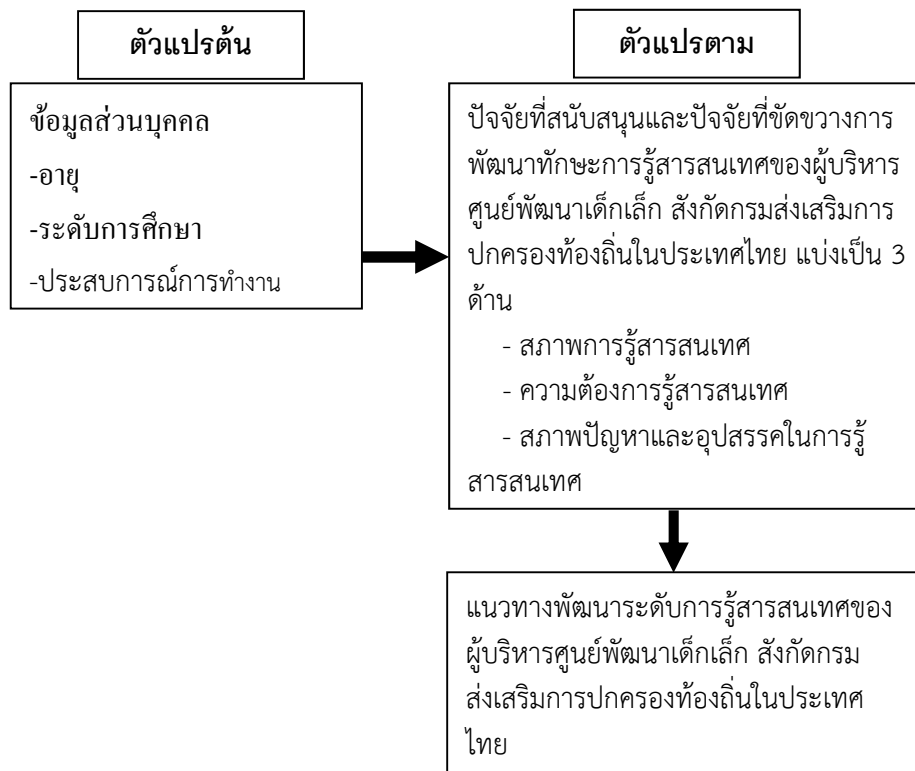 ตัวแปรต้น
ข้อมูลส่วนบุคคล
-อายุ
-ระดับการศึกษา
-ประสบการณ์การทำงาน
ตัวแปรตาม
ปัจจัยที่สนับสนุนและปัจจัยที่ขัดขวางการ
พัฒนาทักษะการรู้สารสนเทศของผู้บริหาร
ศูนย์พัฒนาเด็กเล็ก สังกัดกรมส่งเสริมการ
ปกครองท้องถิ่นในประเทศไทย แบ่งเป็น 3
ด้าน
- สภาพการรู้สารสนเทศ
- ความต้องการรู้สารสนเทศ
- สภาพปัญหาและอุปสรรคในการรู้
สารสนเทศ
แนวทางพัฒนาระดับการรู้สารสนเทศของ
ผู้บริหารศูนย์พัฒนาเด็กเล็ก สังกัดกรม
ส่งเสริมการปกครองท้องถิ่นในประเทศ
ไทย